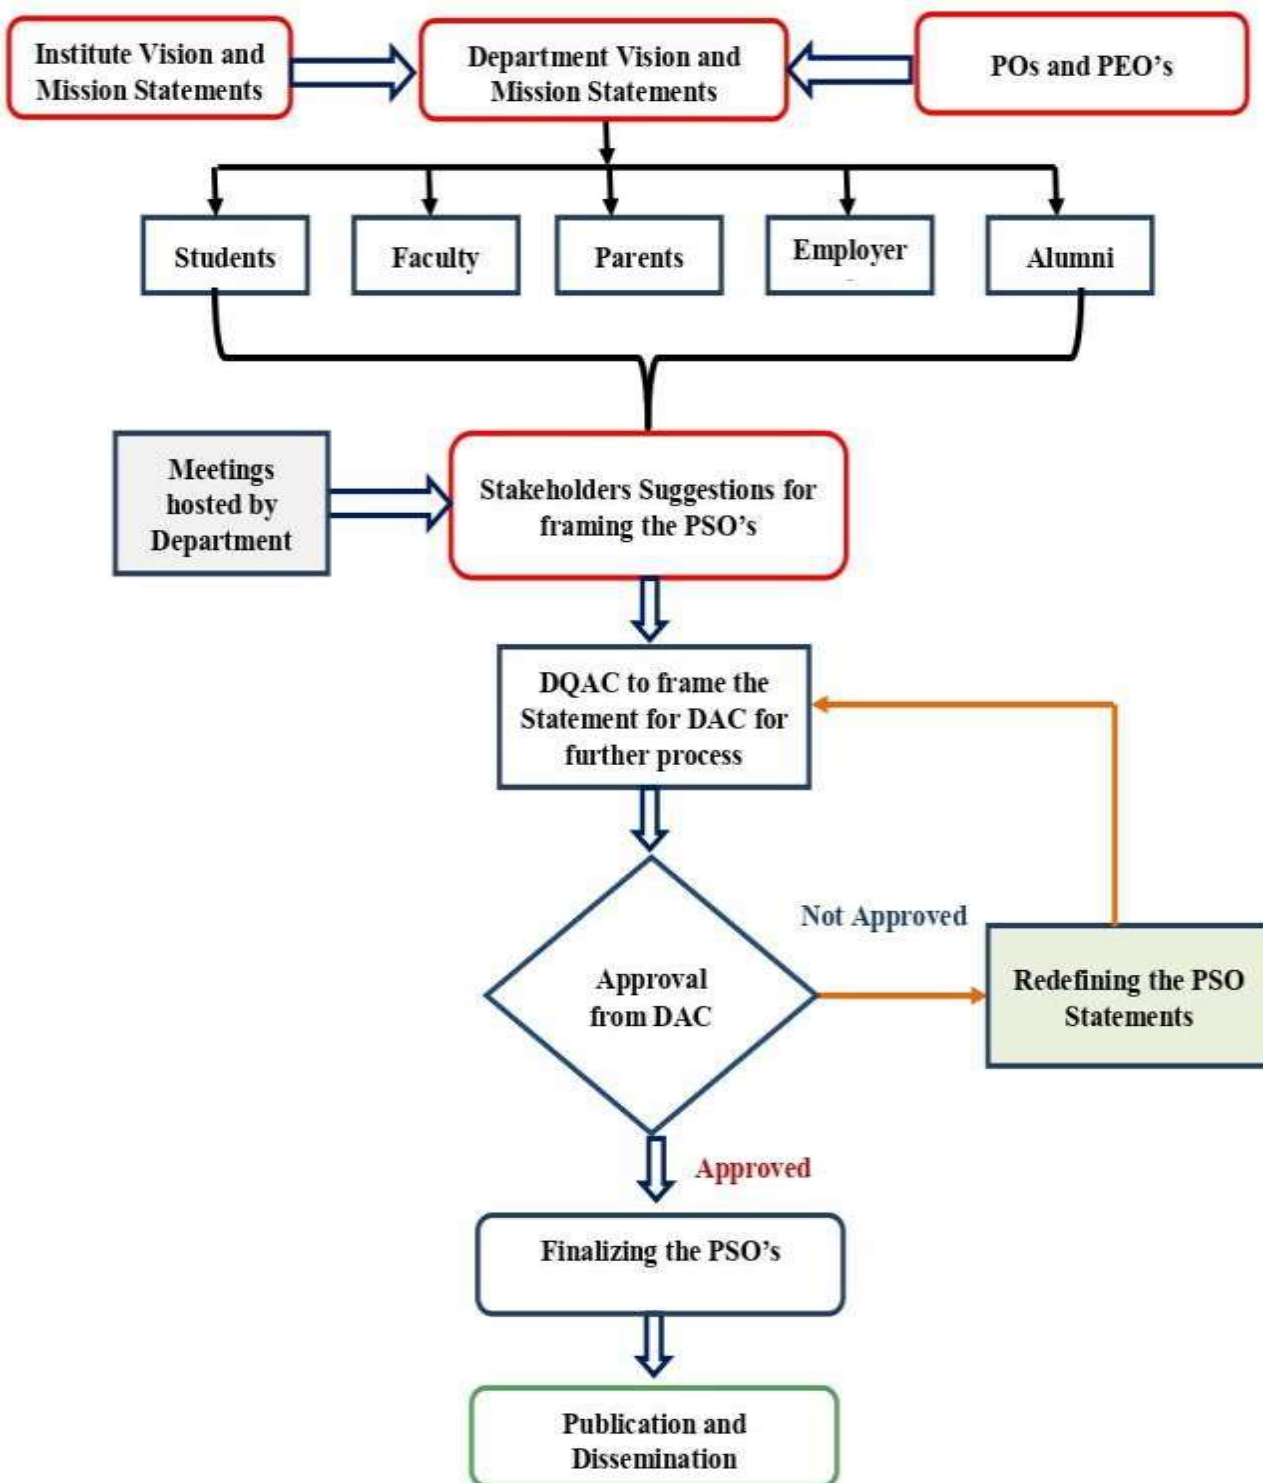 Institute Vision and
Mission Statements
Department Vision and
Mission Statements
POs and PEO's
Students
Faculty
Parents
Employer
Alumni
Meetings
hosted by
Department
Stakeholders Suggestions for
framing the PSO's
DQAC to frame the
Statement for DAC for
further process
Not Approved
Approval
from DAC
Redefining the PSO
Statements
Approved
Finalizing the PSO's
Publication and
Dissemination